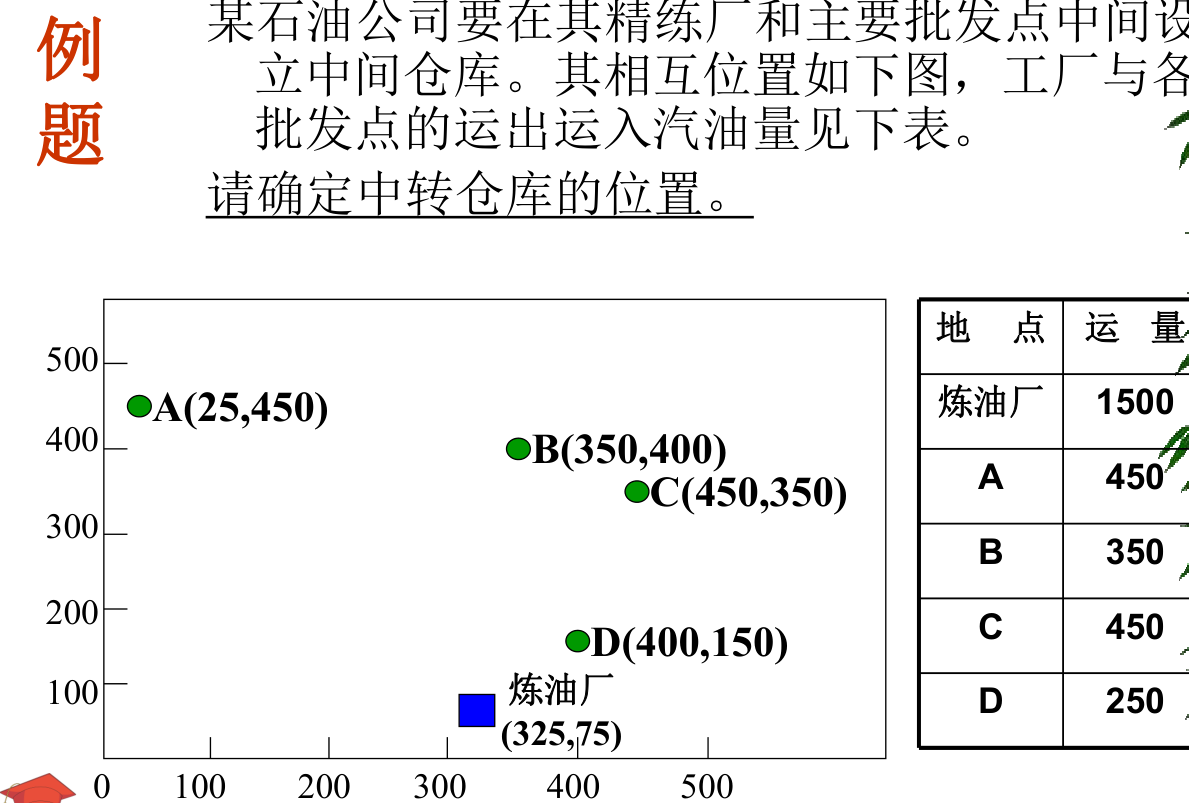 例
题
某石油公司要在其精练厂和主要批发点中间设
立中间仓库。其相互位置如下图，工厂与各
批发点的运出运入汽油量见下表。
请确定中转仓库的位置。
500
400
300
200
100
0 100 200 300 400 500
A(25,450)
B(350,400)
C(450,350)
D(400,150)
炼油厂
(325,75)
地 点 运 量
炼油厂 1500
A 450
B 350
C 450
D 250